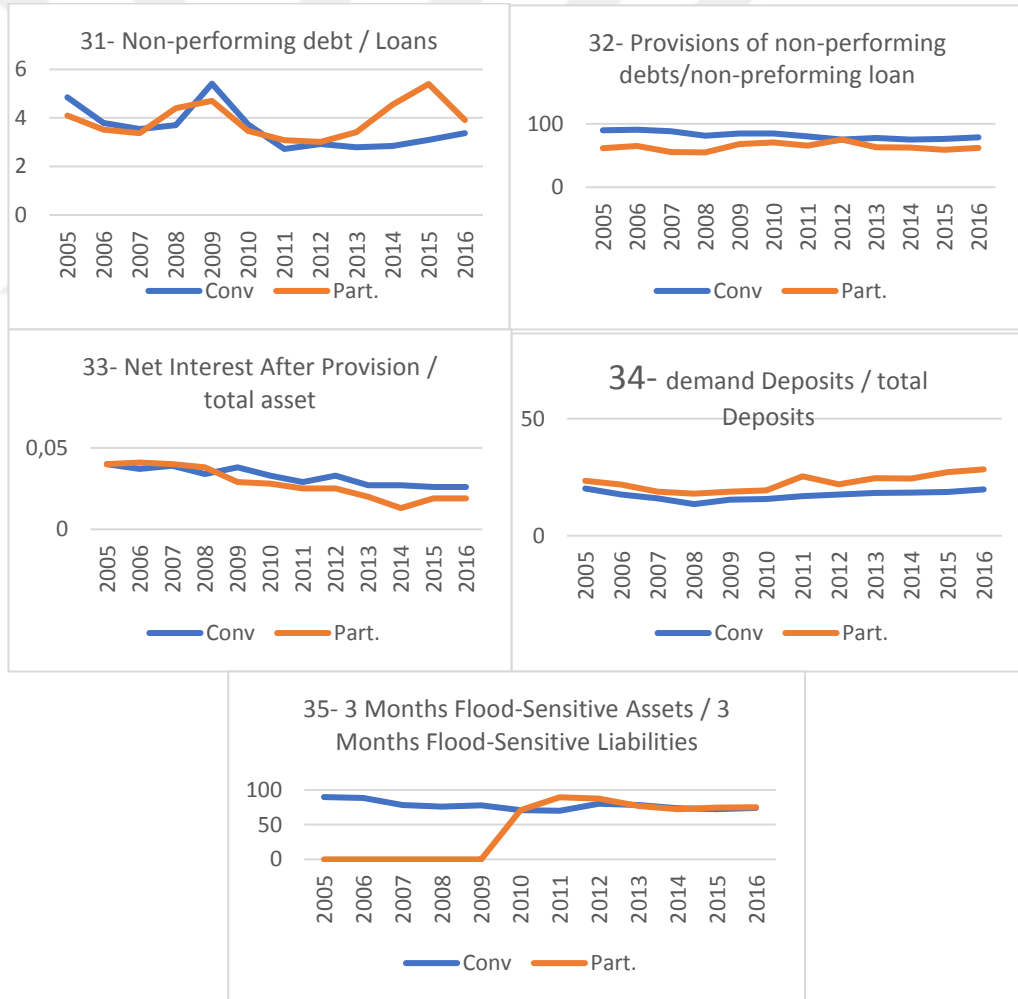 31- Non-performing debt / Loans
6
4
2
0
2005 2006 2007 2008 2009 2010 2011 2012 2013 2014 2015 2016
Conv Part.
32- Provisions of non-performing
debts/non-preforming loan
100
0
2005 2006 2007 2008 2009 2010 2011 2012 2013 2014 2015 2016
Conv Part.
33- Net Interest After Provision /
total asset
0,05
0
2005 2006 2007 2008 2009 2010 2011 2012 2013 2014 2015 2016
Conv Part.
34- demand Deposits / total
Deposits
50
0
2005 2006 2007 2008 2009 2010 2011 2012 2013 2014 2015 2016
Conv Part.
35- 3 Months Flood-Sensitive Assets / 3
Months Flood-Sensitive Liabilities
100
50
0
2005 2006 2007 2008 2009 2010 2011 2012 2013 2014 2015 2016
Conv Part.